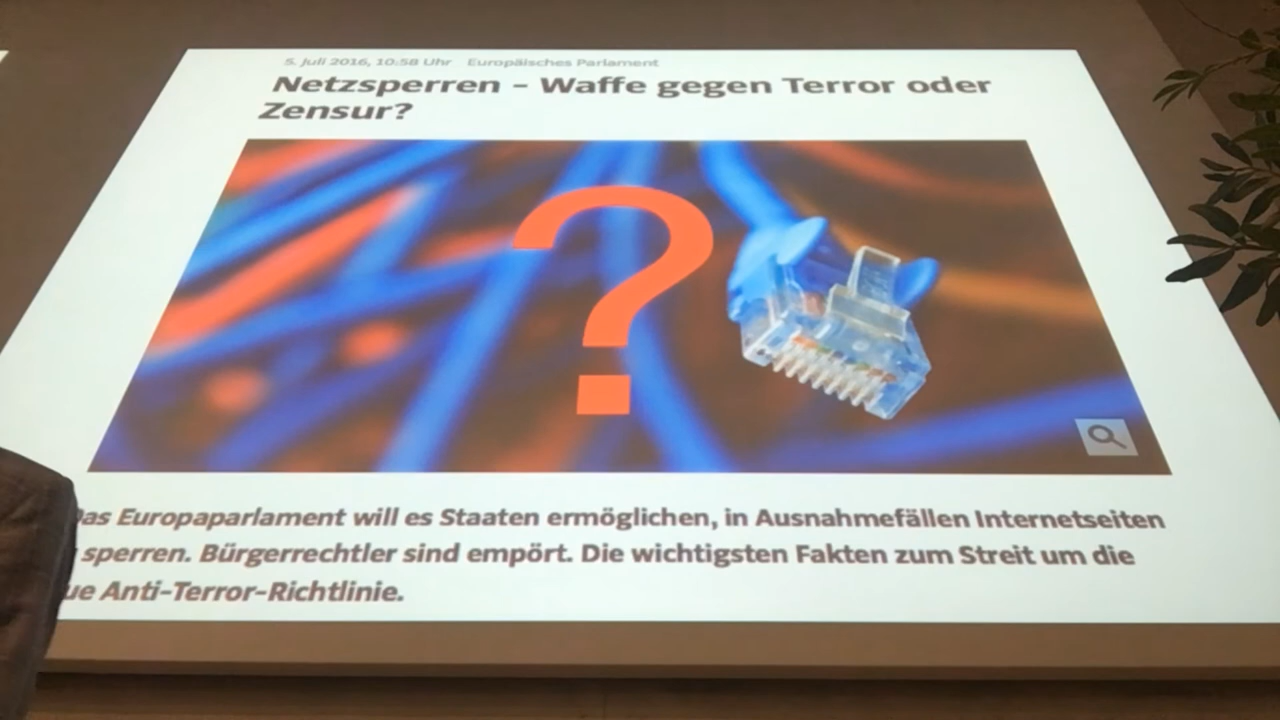 5. Juli 2016, 10:58 Uhr Europäisches Parlament
Netzsperren – Waffe gegen Terror oder
Zensur?
?
Das Europaparlament will es Staaten ermöglichen, in Ausnahmefällen Internetseiten
sperren. Bürgerrechtler sind empört. Die wichtigsten Fakten zum Streit um die
ue Anti-Terror-Richtlinie.